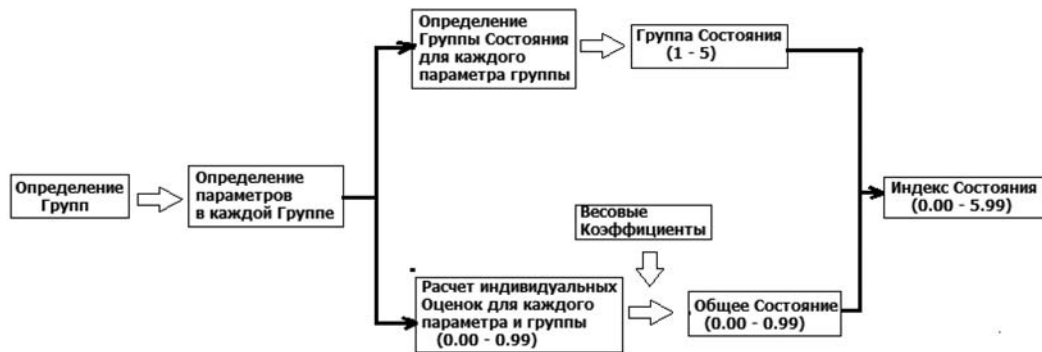 Определение
Групп
Определение
параметров
в каждой Группе
Определение
Группы Состояния
для каждого
параметра группы
Группа Состояния
(1 - 5)
Весовые
Коэффициенты
Расчет индивидуальных
Оценок для каждого
параметра и группы
(0.00 - 0.99)
Общее Состояние
(0.00 - 0.99)
Индекс Состояния
(0.00 - 5.99)